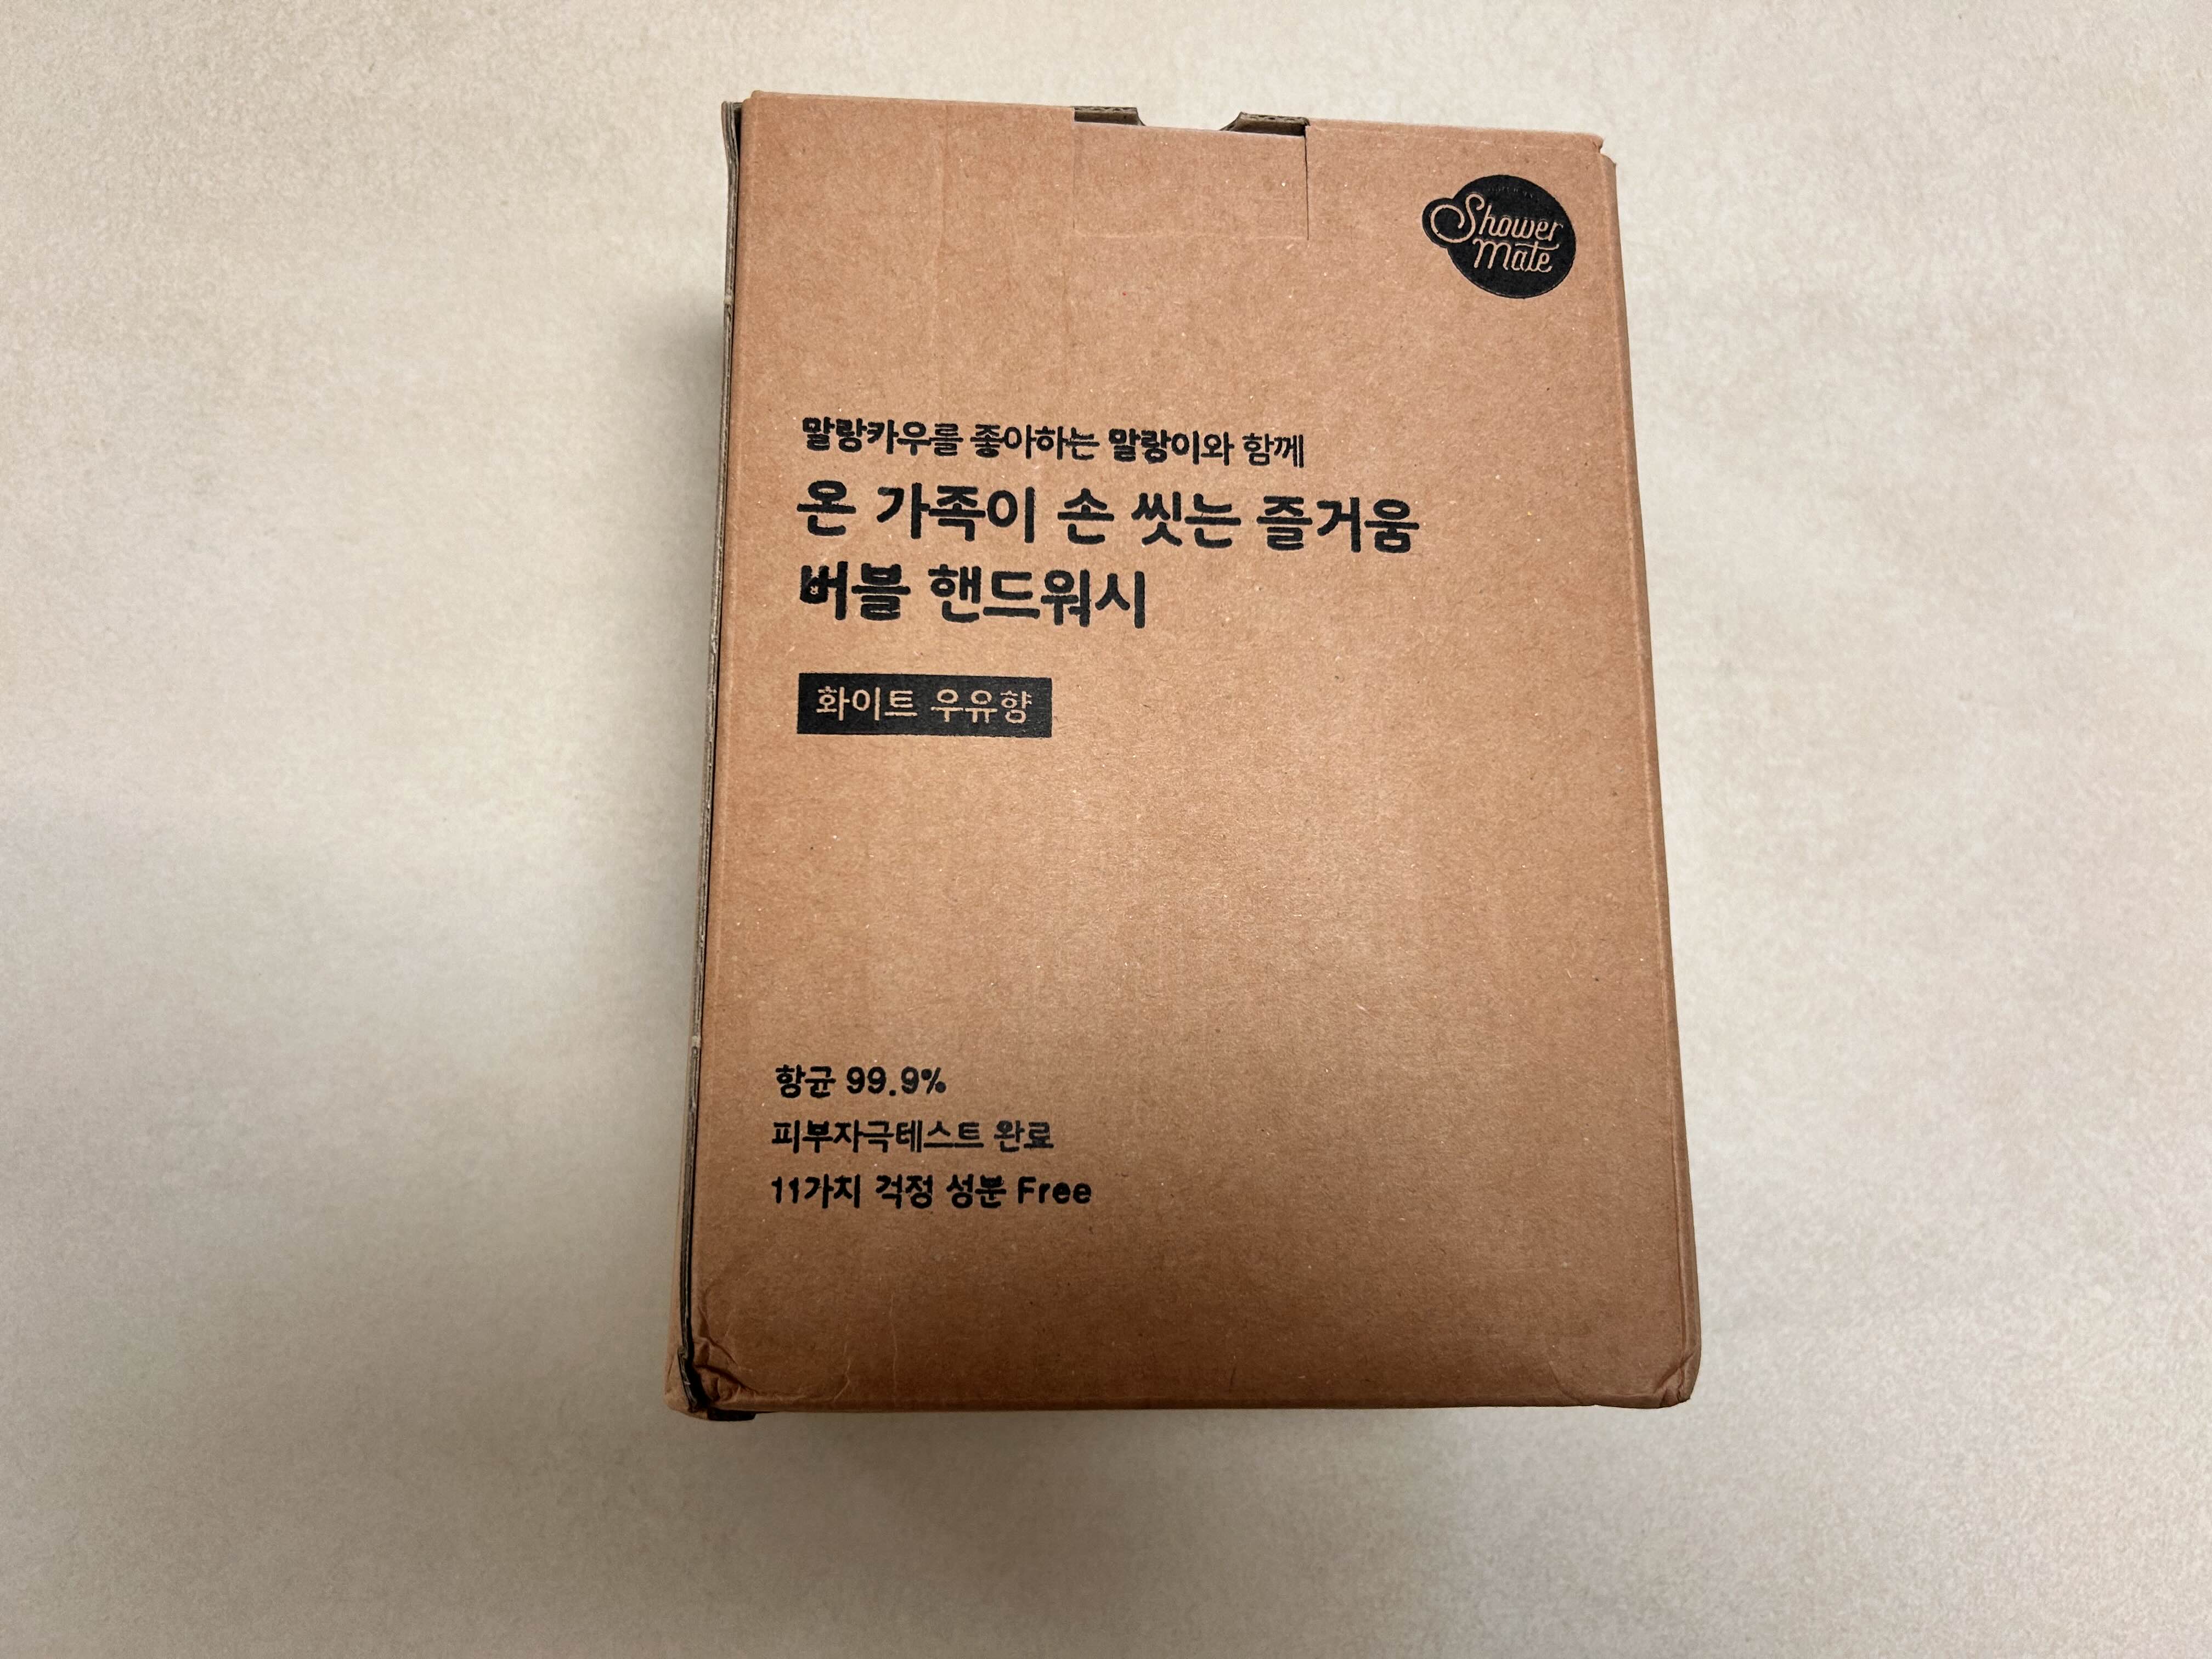 Shower
Mate
말랑카우를 좋아하는 말랑이와 함께
온 가족이 손 씻는 즐거움
버블 핸드워시
화이트 우유향
항균 99.9%
피부자극테스트 완료
11가지 걱정 성분 Free